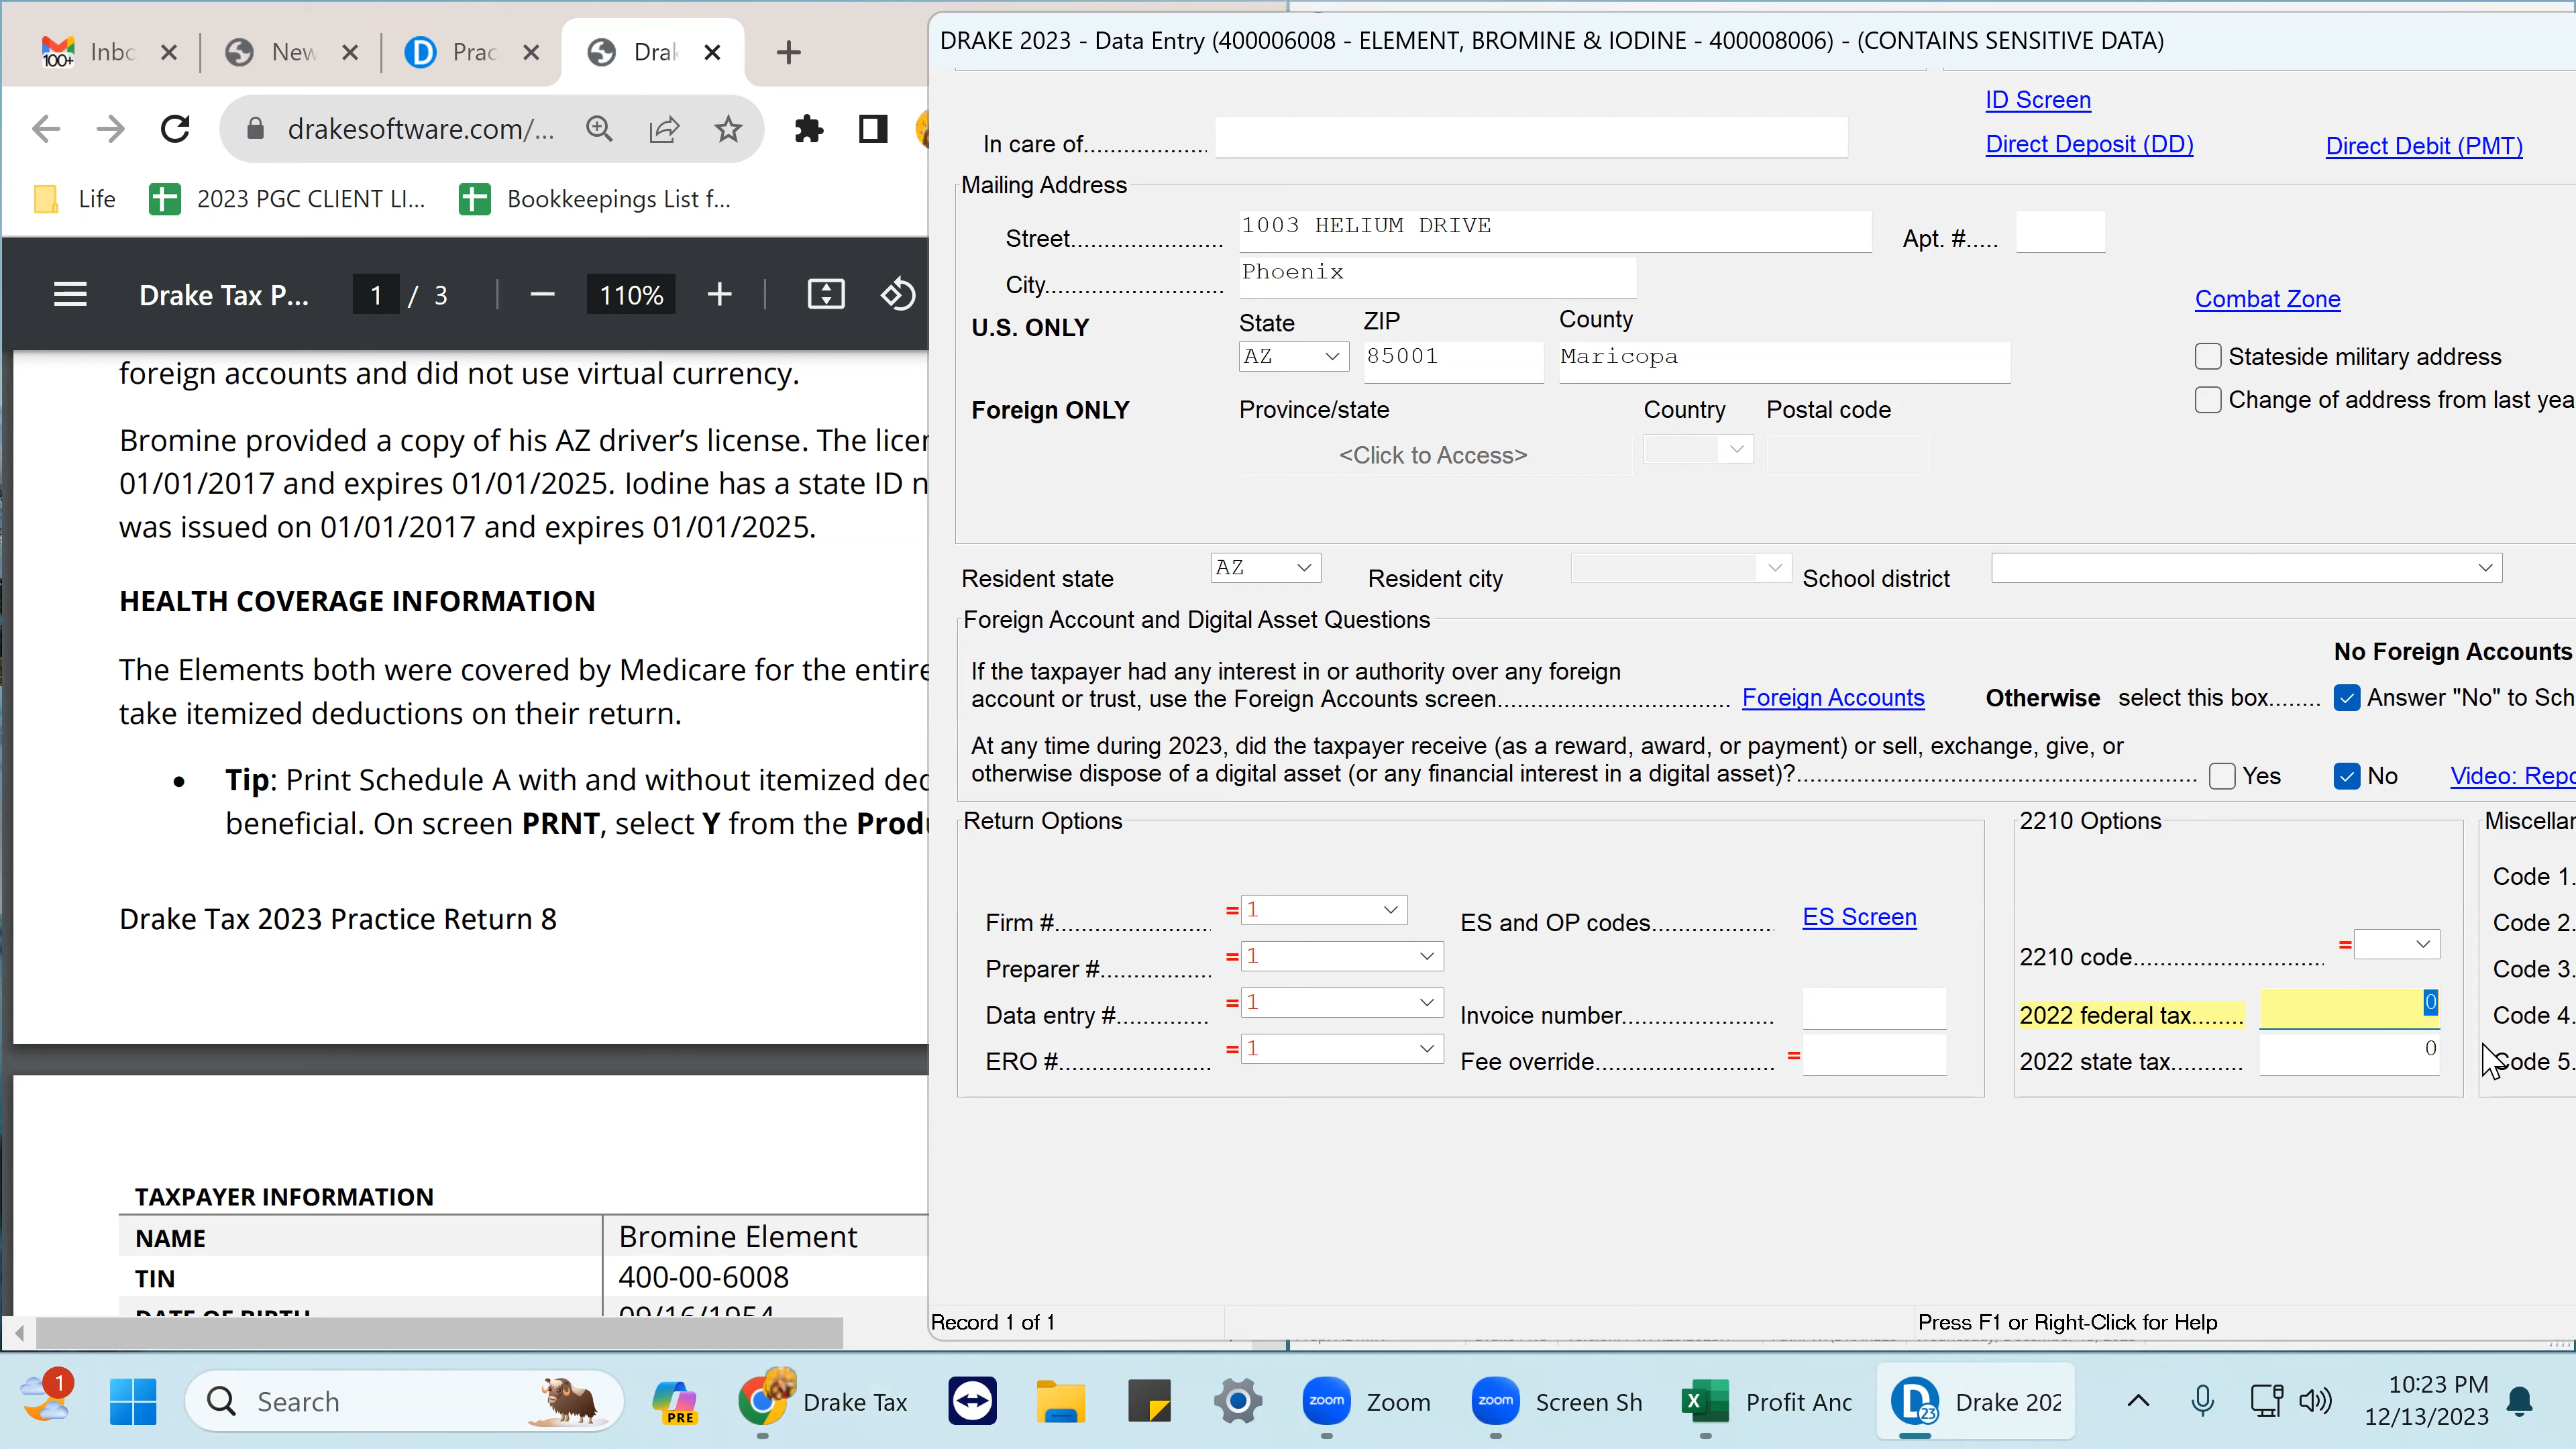 Inbc
New
Prac
Drak
drakesoftware.com/...
Life
2023 PGC CLIENT LI...
Bookkeepings List f...
Drake Tax P...
1 / 3
110%
foreign accounts and did not use virtual currency.
Bromine provided a copy of his AZ driver's license. The licen
01/01/2017 and expires 01/01/2025. Iodine has a state ID n
was issued on 01/01/2017 and expires 01/01/2025.
HEALTH COVERAGE INFORMATION
The Elements both were covered by Medicare for the entire
take itemized deductions on their return.
• Tip: Print Schedule A with and without itemized ded
beneficial. On screen PRNT, select Y from the Produ
Drake Tax 2023 Practice Return 8
TAXPAYER INFORMATION
NAME Bromine Element
TIN 400-00-6008
DATE OF BIRTH 09/16/1954
DRAKE 2023 - Data Entry (400006008 - ELEMENT, BROMINE & IODINE - 400008006) - (CONTAINS SENSITIVE DATA)
ID Screen
In care of
Direct Deposit (DD) Direct Debit (PMT)
Mailing Address
Street 1003 HELIUM DRIVE Apt. #
City Phoenix
Combat Zone
U.S. ONLY State ZIP County
AZ 85001 Maricopa
Stateside military address
Change of address from last yea
Foreign ONLY Province/state Country Postal code
<Click to Access>
Resident state AZ Resident city School district
Foreign Account and Digital Asset Questions
No Foreign Accounts
If the taxpayer had any interest in or authority over any foreign
account or trust, use the Foreign Accounts screen Foreign Accounts Otherwise select this box Answer "No" to Sch
At any time during 2023, did the taxpayer receive (as a reward, award, or payment) or sell, exchange, give, or
otherwise dispose of a digital asset (or any financial interest in a digital asset)? Yes No Video: Repo
Return Options
2210 Options
Miscellan
Firm # = 1 ES and OP codes ES Screen
Preparer # = 1
Data entry # = 1 Invoice number
ERO # = 1 Fee override =
2210 code =
2022 federal tax 0
2022 state tax 0
Code 1.
Code 2.
Code 3.
Code 4.
Code 5.
Record 1 of 1
Press F1 or Right-Click for Help
1
Search
PRE
Drake Tax
zoom Zoom
zoom Screen Sh
Profit Anc
Drake 202
10:23 PM
12/13/2023